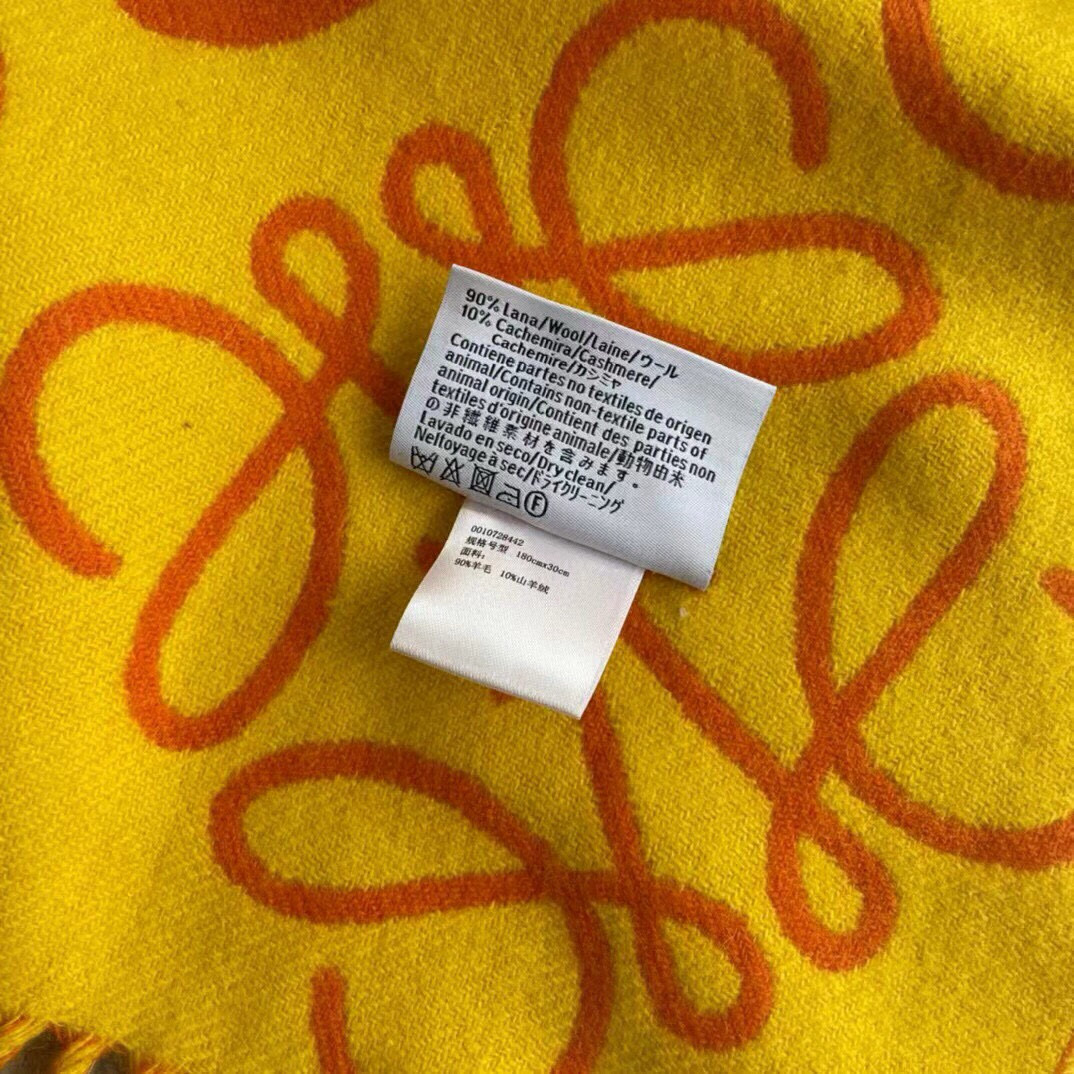 90% Lana/Wool/Laine/ウール
10% Cachemira/Cashmere/
Cachemire/カシミヤ
Contiene partes no textiles de origen
animal/Contains non-textile parts of
animal origin/Contient des parties non
textiles d'origine animale/動物由来
の非繊維素材を含みます。
Lavado en seco/Dry clean/
Nettoyage à sec/ドライクリーニング
F
0010728442
规格号型 180cmx30cm
面料:
90%羊毛 10%山羊绒